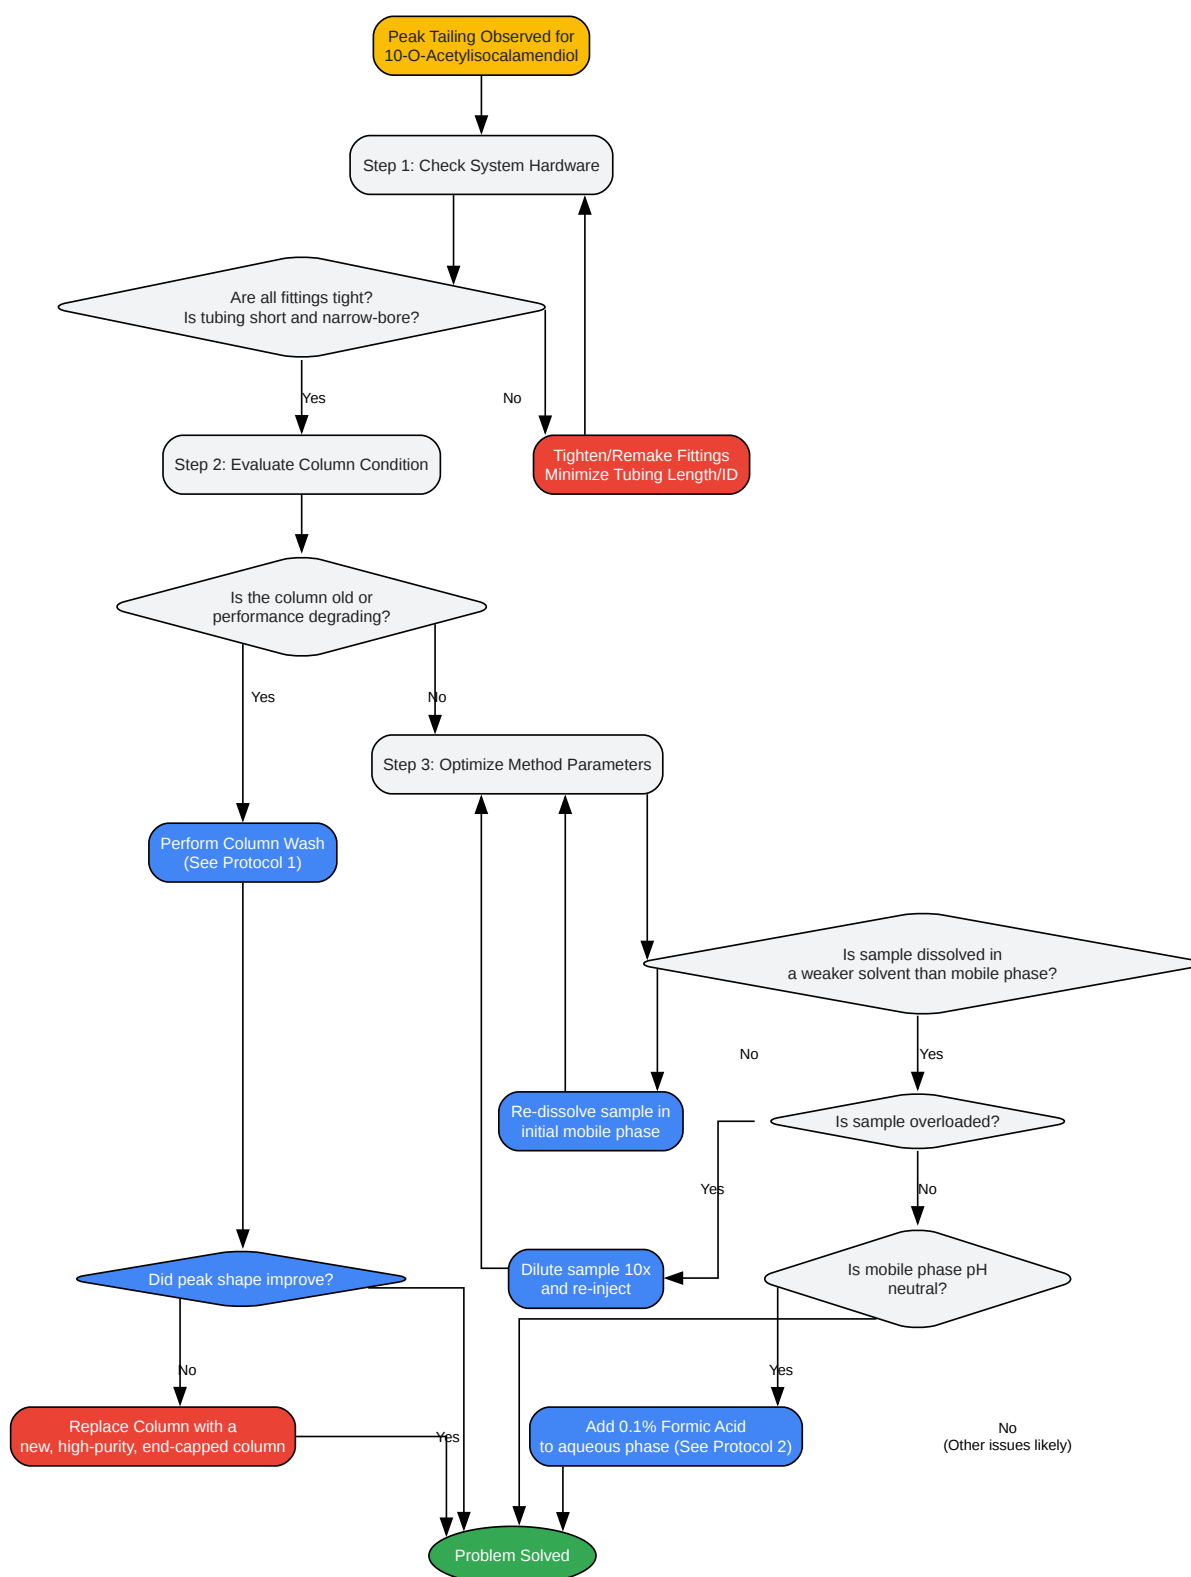 Peak Tailing Observed for
10-O-Acetylisocalamendiol
Step 1: Check System Hardware
Are all fittings tight?
Is tubing short and narrow-bore?
Yes
No
Step 2: Evaluate Column Condition
Tighten/Remake Fittings
Minimize Tubing Length/ID
Is the column old or
performance degrading?
Yes
No
Step 3: Optimize Method Parameters
Perform Column Wash
(See Protocol 1)
Is sample dissolved in
a weaker solvent than mobile phase?
No
Yes
Re-dissolve sample in
initial mobile phase
Is sample overloaded?
Yes
No
Did peak shape improve?
Dilute sample 10x
and re-inject
Is mobile phase pH
neutral?
No
Yes
Replace Column with a
new, high-purity, end-capped column
Yes
Add 0.1% Formic Acid
to aqueous phase (See Protocol 2)
No
(Other issues likely)
Problem Solved